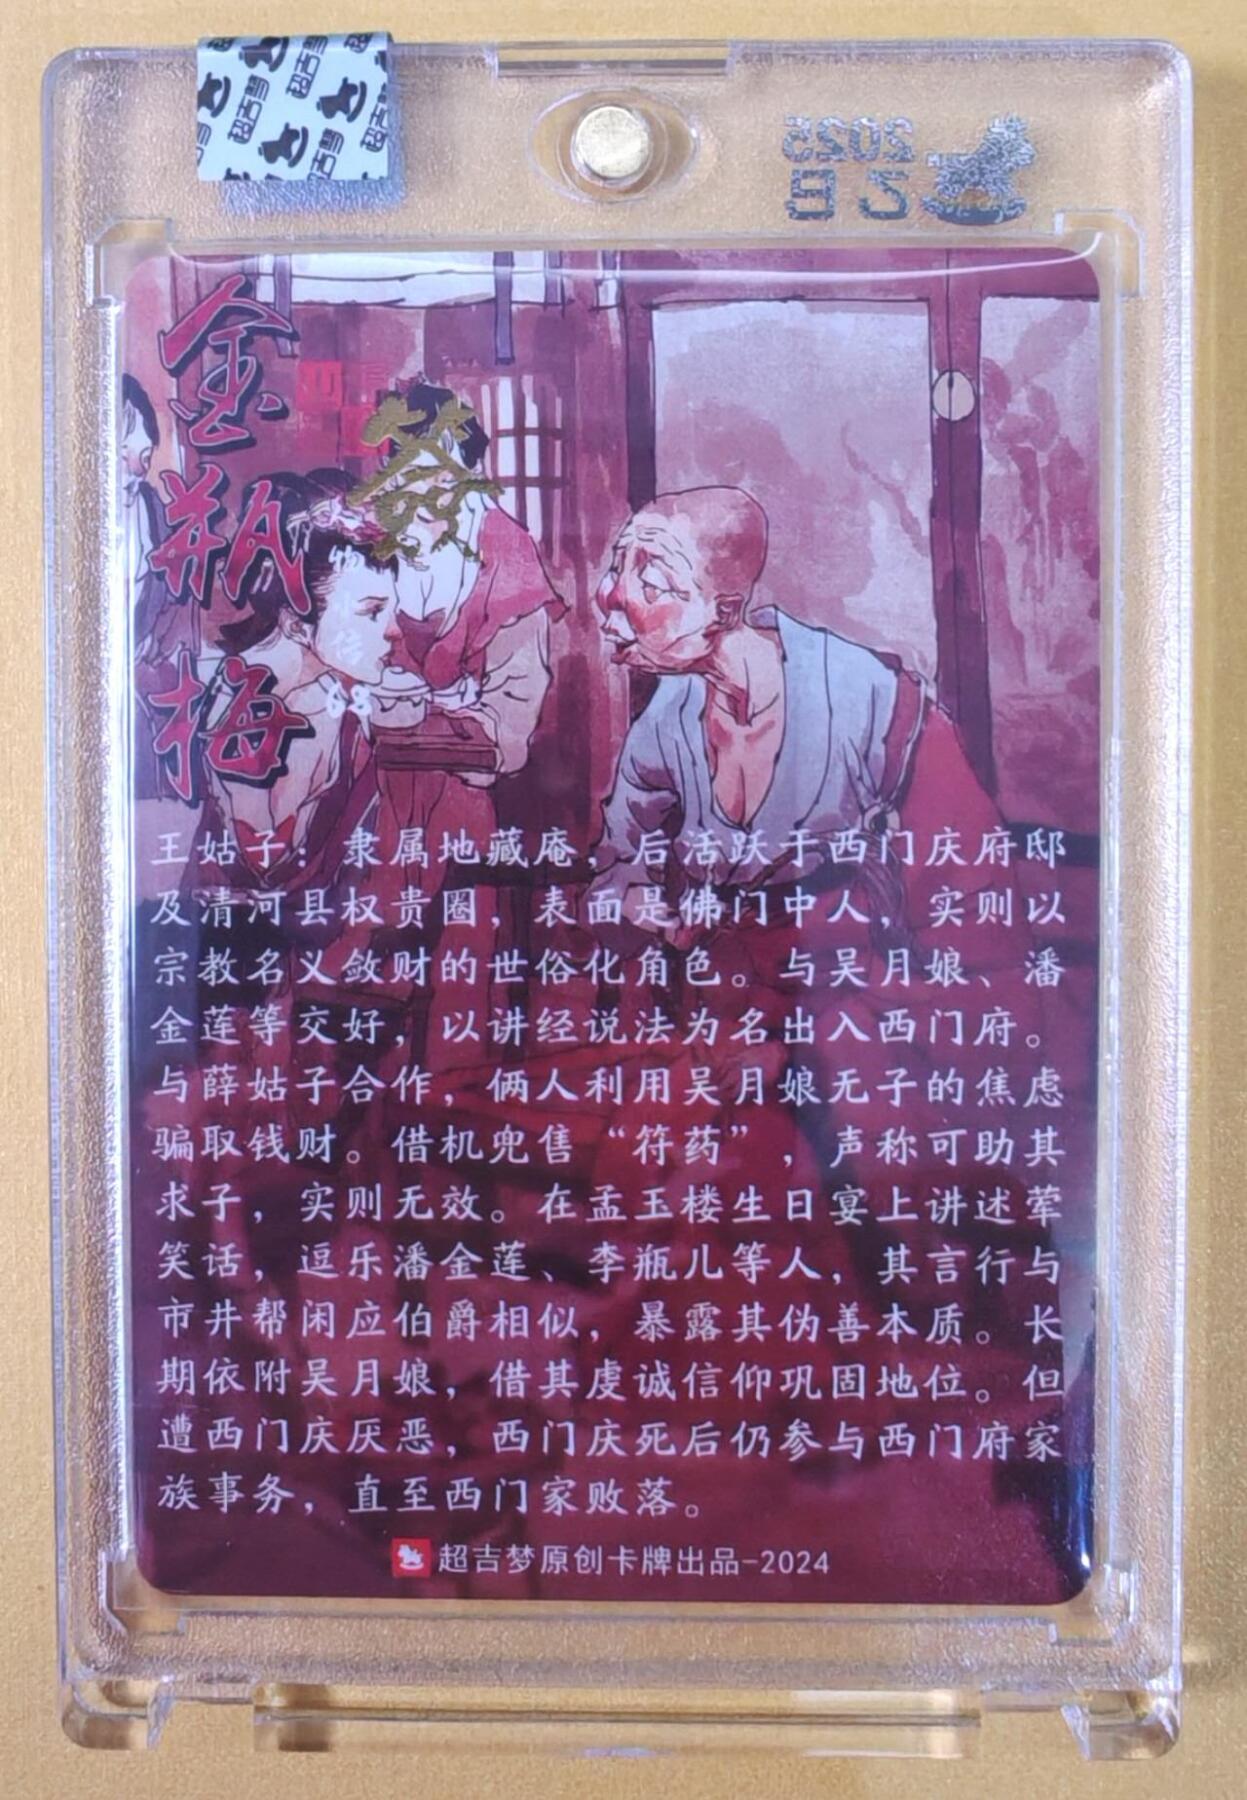 超吉梦
超吉梦
2025
乙巳
金瓶梅
王姑子：隶属地藏庵，后活跃于西门庆府邸
及清河县权贵圈，表面是佛门中人，实则以
宗教名义敛财的世俗化角色。与吴月娘、潘
金莲等交好，以讲经说法为名出入西门府。
与薛姑子合作，俩人利用吴月娘无子的焦虑
骗取钱财。借机兜售“符药”，声称可助其
求子，实则无效。在孟玉楼生日宴上讲述荤
笑话，逗乐潘金莲、李瓶儿等人，其言行与
市井帮闲应伯爵相似，暴露其伪善本质。长
期依附吴月娘，借其虔诚信仰巩固地位。但
遭西门庆厌恶，西门庆死后仍参与西门府家
族事务，直至西门家败落。
超吉梦原创卡牌出品-2024